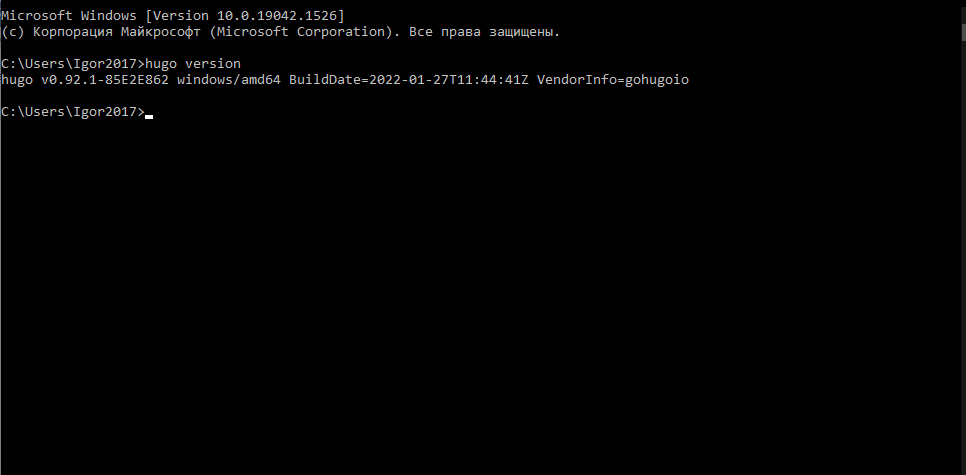 Microsoft Windows [Version 10.0.19042.1526]
(c) Корпорация Майкрософт (Microsoft Corporation). Все права защищены.
C:\Users\Igor2017>hugo version
hugo v0.92.1-85E2E862 windows/amd64 BuildDate=2022-01-27T11:44:41Z VendorInfo=gohugoio
C:\Users\Igor2017>